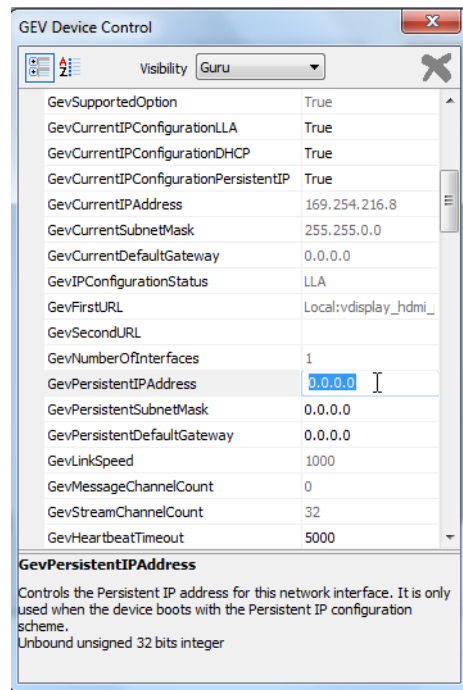 GEV Device Control
Visibility Guru
GevSupportedOption True
GevCurrentIPConfigurationLLA True
GevCurrentIPConfigurationDHCP True
GevCurrentIPConfigurationPersistentIP True
GevCurrentIPAddress 169.254.216.8
GevCurrentSubnetMask 255.255.0.0
GevCurrentDefaultGateway 0.0.0.0
GevIPConfigurationStatus LLA
GevFirstURL Local:vdisplay_hdmi_
GevSecondURL
GevNumberOfInterfaces 1
GevPersistentIPAddress 0.0.0.0
GevPersistentSubnetMask 0.0.0.0
GevPersistentDefaultGateway 0.0.0.0
GevLinkSpeed 1000
GevMessageChannelCount 0
GevStreamChannelCount 32
GevHeartbeatTimeout 5000
GevPersistentIPAddress
Controls the Persistent IP address for this network interface. It is only
used when the device boots with the Persistent IP configuration
scheme.
Unbound unsigned 32 bits integer